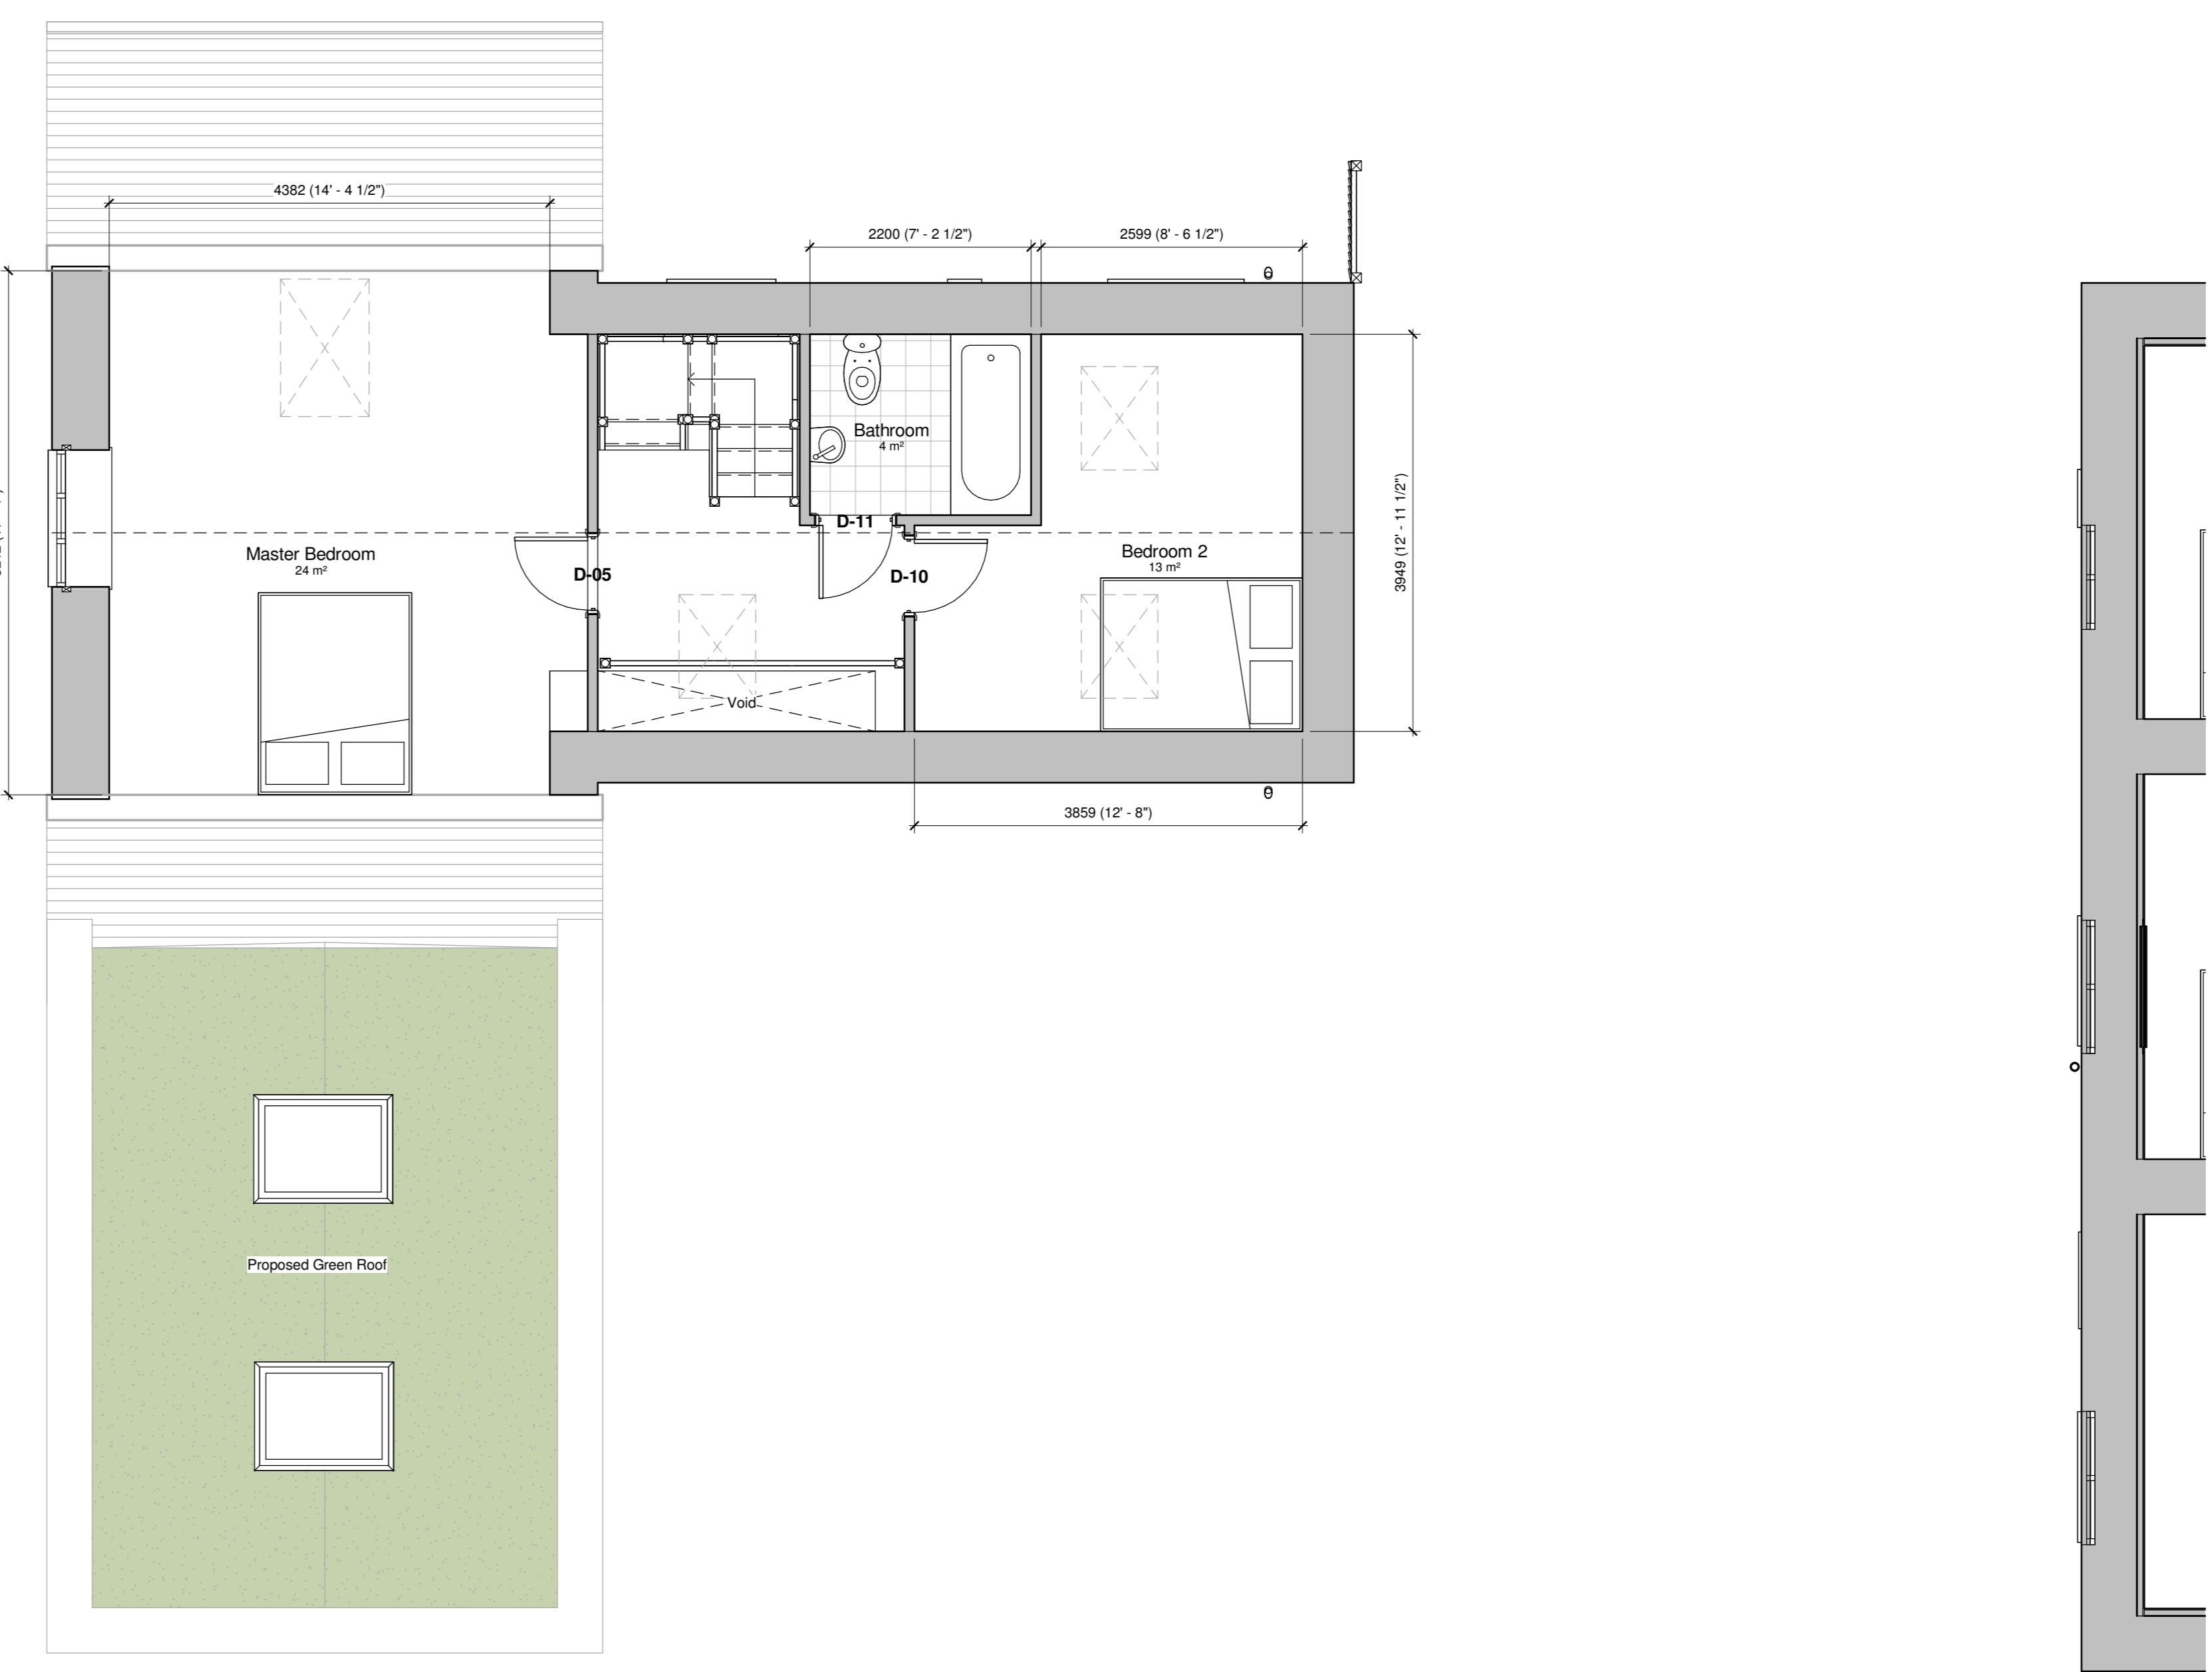 4382 (14' - 4 1/2")
2200 (7' - 2 1/2")
2599 (8' - 6 1/2")
Bathroom
4 m²
D-11
Master Bedroom
24 m²
D-05
D-10
Bedroom 2
13 m²
3949 (12' - 11 1/2")
Void
3859 (12' - 8")
Proposed Green Roof